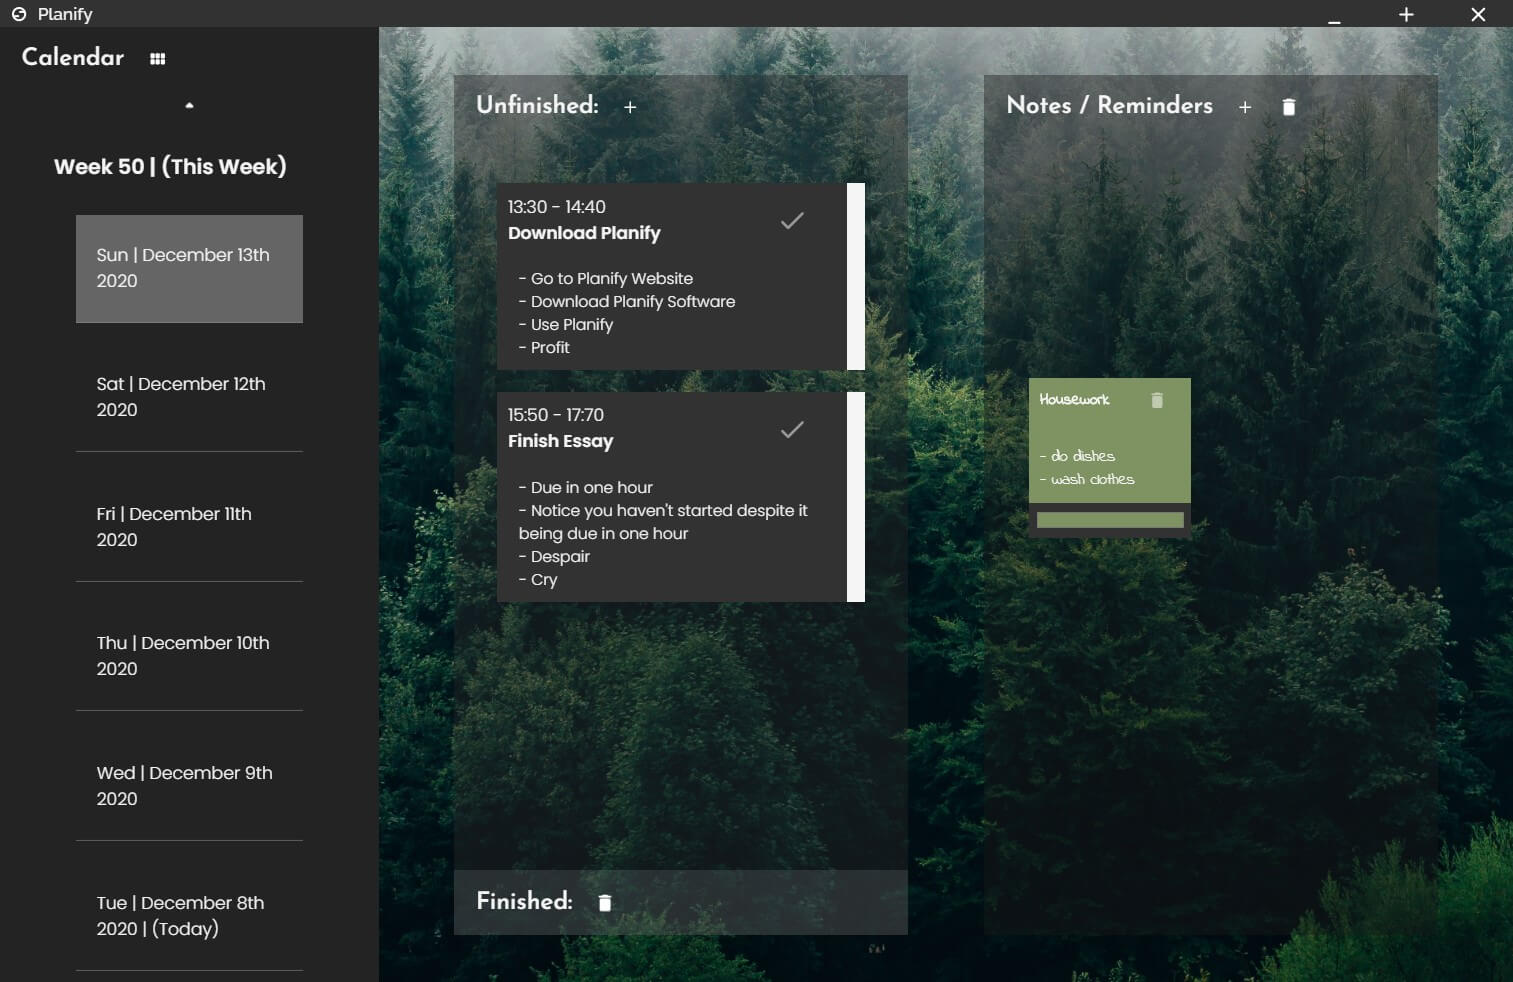 Planify
Calendar
Week 50 | (This Week)
Sun | December 13th
2020
Sat | December 12th
2020
Fri | December 11th
2020
Thu | December 10th
2020
Wed | December 9th
2020
Tue | December 8th
2020 | (Today)
Unfinished:
13:30 - 14:40
Download Planify
- Go to Planify Website
- Download Planify Software
- Use Planify
- Profit
15:50 - 17:70
Finish Essay
- Due in one hour
- Notice you haven't started despite it
being due in one hour
- Despair
- Cry
Finished:
Notes / Reminders
Housework
- do dishes
- wash clothes